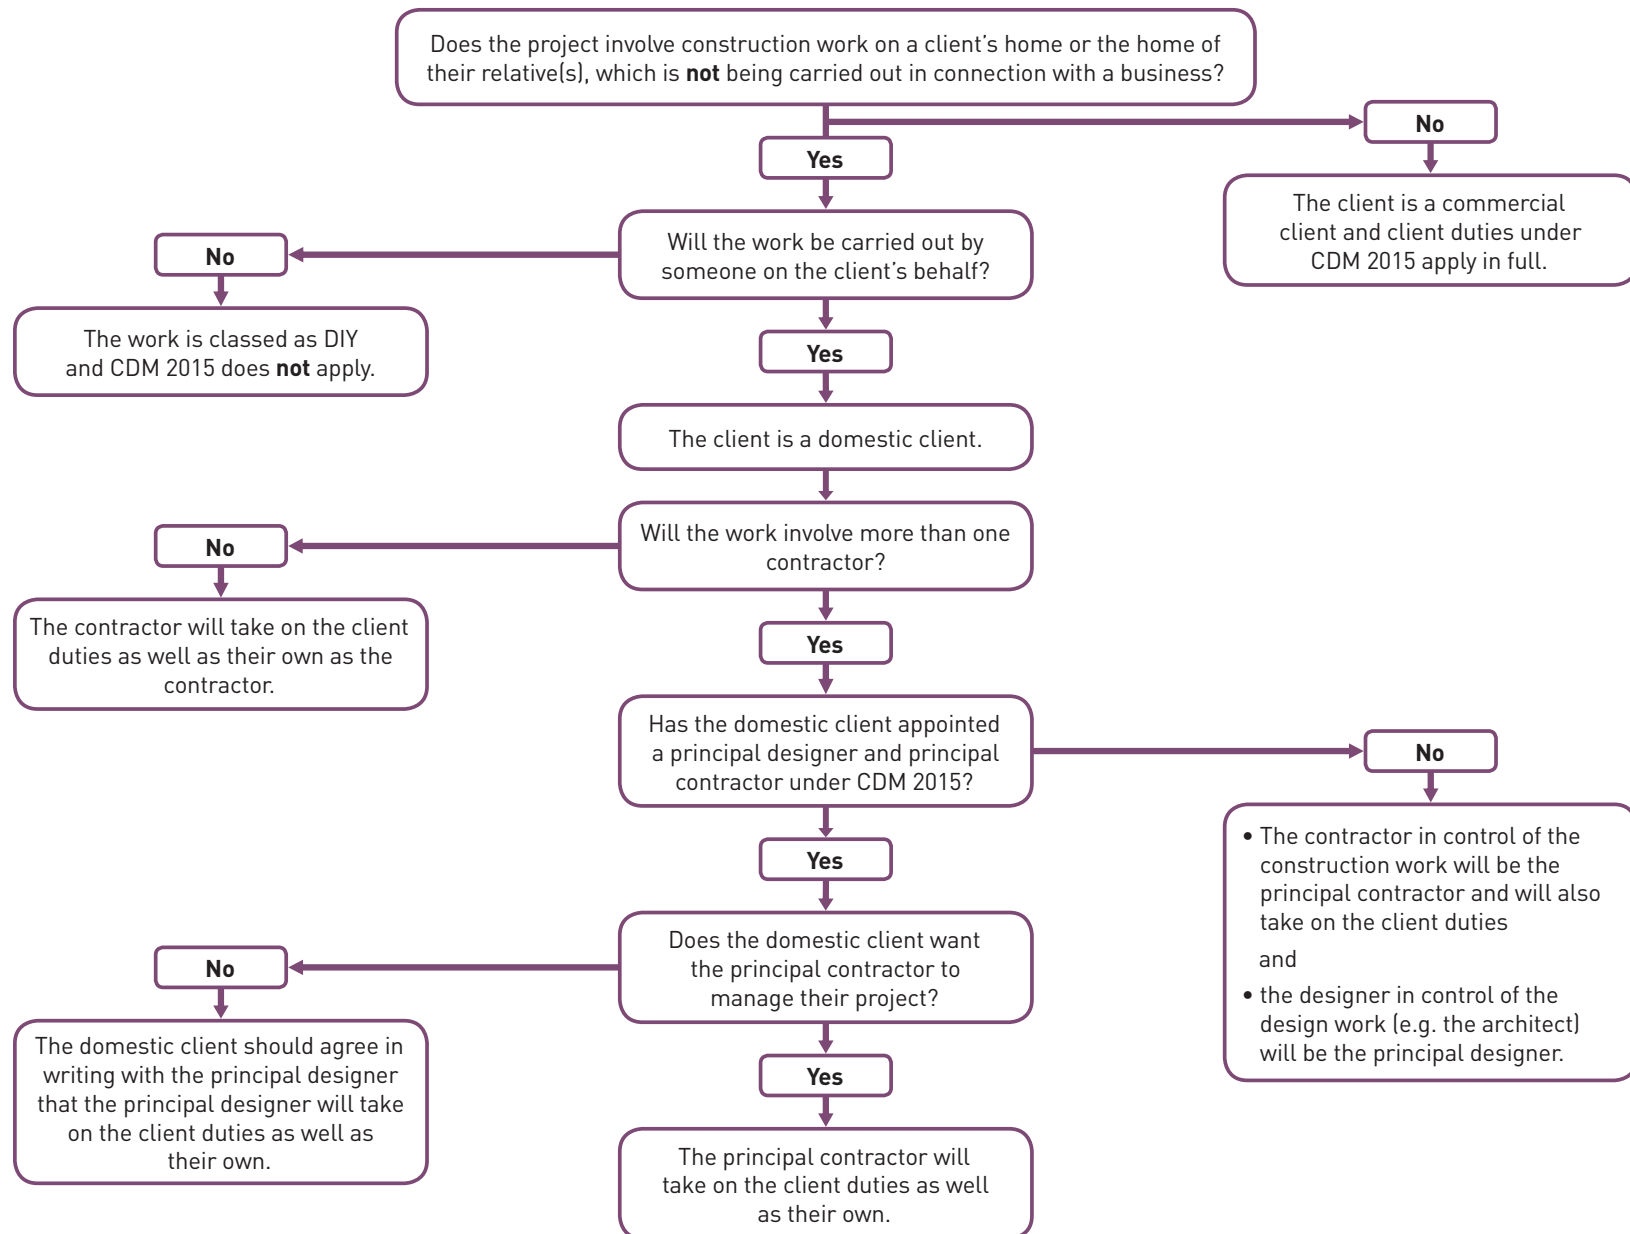 Does the project involve construction work on a client's home or the home of
their relative(s), which is not being carried out in connection with a business?
No
Yes
The client is a commercial
client and client duties under
CDM 2015 apply in full.
Will the work be carried out by
someone on the client's behalf?
No
The work is classed as DIY
and CDM 2015 does not apply.
Yes
The client is a domestic client.
Will the work involve more than one
contractor?
No
The contractor will take on the client
duties as well as their own as the
contractor.
Yes
Has the domestic client appointed
a principal designer and principal
contractor under CDM 2015?
No
• The contractor in control of the
construction work will be the
principal contractor and will also
take on the client duties
and
• the designer in control of the
design work (e.g. the architect)
will be the principal designer.
Yes
Does the domestic client want
the principal contractor to
manage their project?
No
The domestic client should agree in
writing with the principal designer
that the principal designer will take
on the client duties as well as
their own.
Yes
The principal contractor will
take on the client duties as well
as their own.